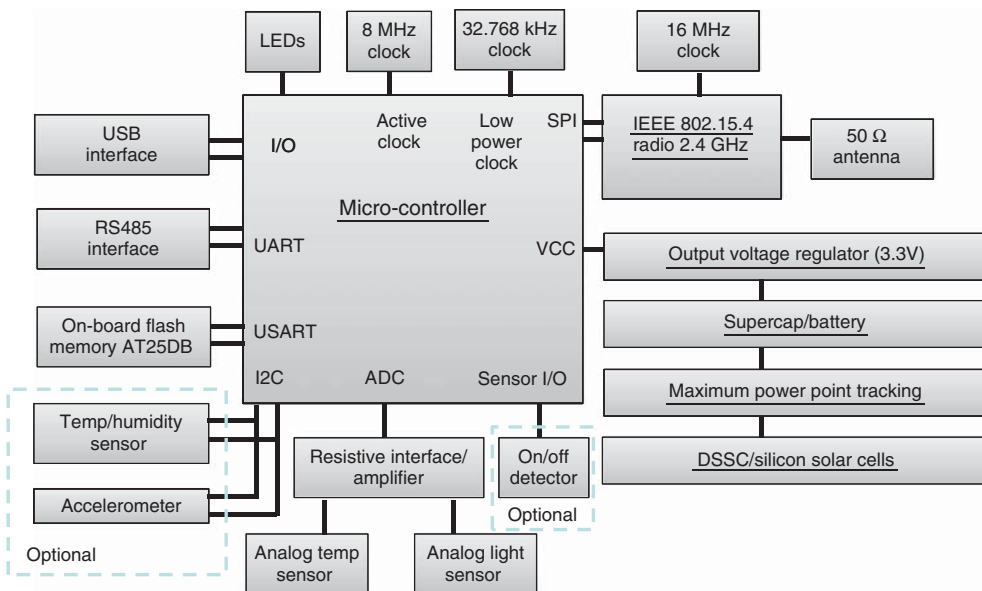 LEDs
8 MHz
clock
32.768 kHz
clock
16 MHz
clock
USB
interface
I/O
Active
clock
Low
power
clock
SPI
IEEE 802.15.4
radio 2.4 GHz
50 Ω
antenna
Micro-controller
RS485
interface
UART
VCC
Output voltage regulator (3.3V)
On-board flash
memory AT25DB
USART
Supercap/battery
I2C
ADC
Sensor I/O
Maximum power point tracking
Temp/humidity
sensor
Resistive interface/
amplifier
On/off
detector
DSSC/silicon solar cells
Accelerometer
Optional
Optional
Analog temp
sensor
Analog light
sensor